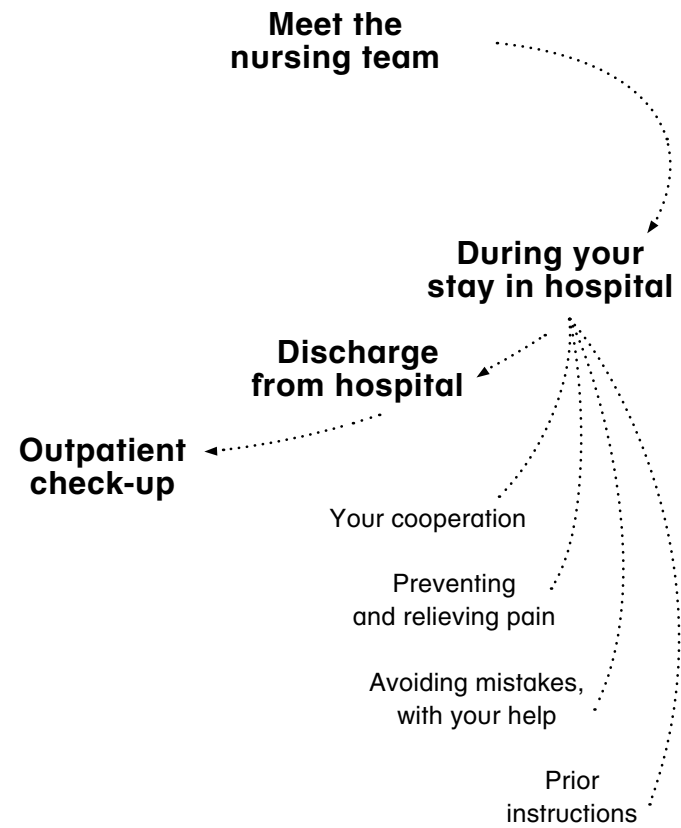 Meet the
nursing team
During your
stay in hospital
Discharge
from hospital
Outpatient
check-up
Your cooperation
Preventing
and relieving pain
Avoiding mistakes,
with your help
Prior
instructions